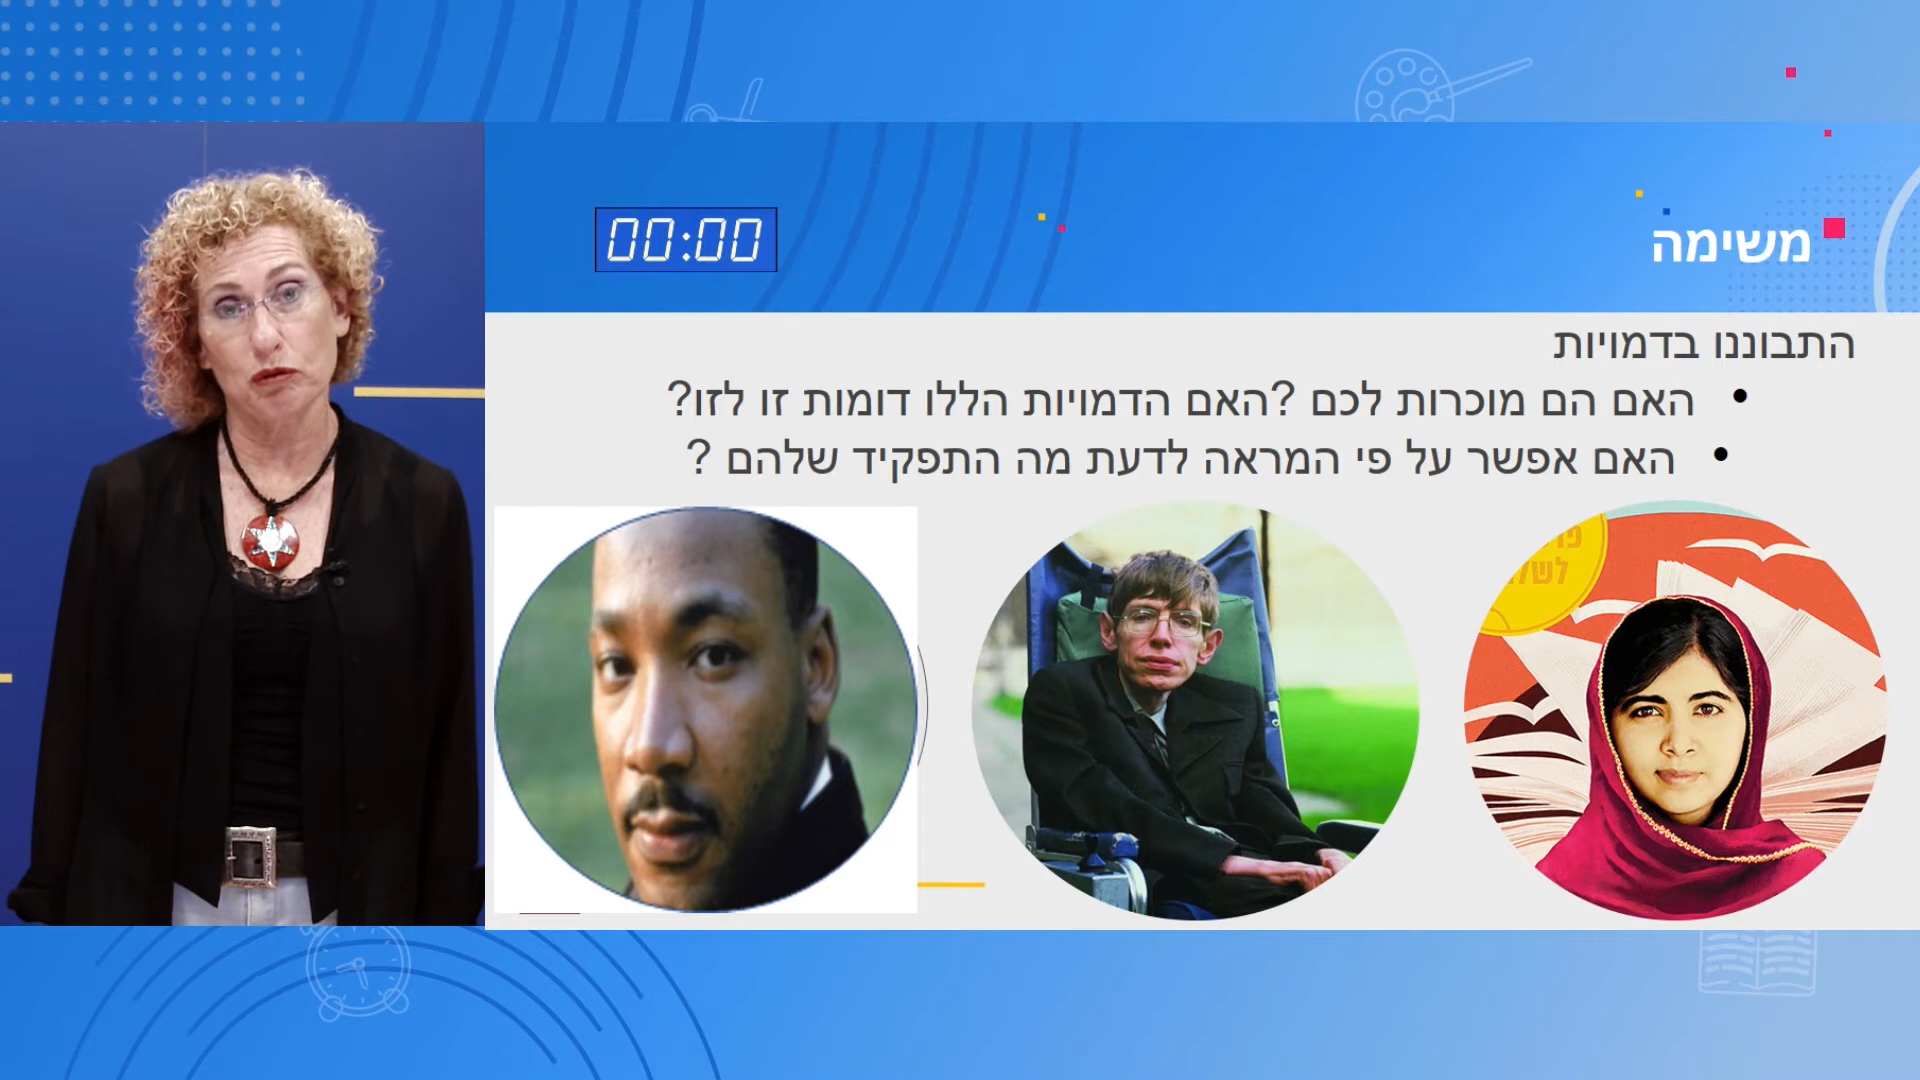 משימה
00:00
התבוננו בדמויות
• האם הם מוכרות לכם ?האם הדמויות הללו דומות זו לזו?
• האם אפשר על פי המראה לדעת מה התפקיד שלהם ?